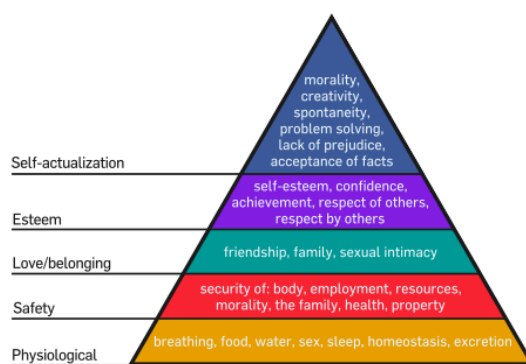 morality,
creativity,
spontaneity,
problem solving,
lack of prejudice,
acceptance of facts
Self-actualization
self-esteem, confidence,
achievement, respect of others,
respect by others
Esteem
friendship, family, sexual intimacy
Love/belonging
security of: body, employment, resources,
morality, the family, health, property
Safety
breathing, food, water, sex, sleep, homeostasis, excretion
Physiological